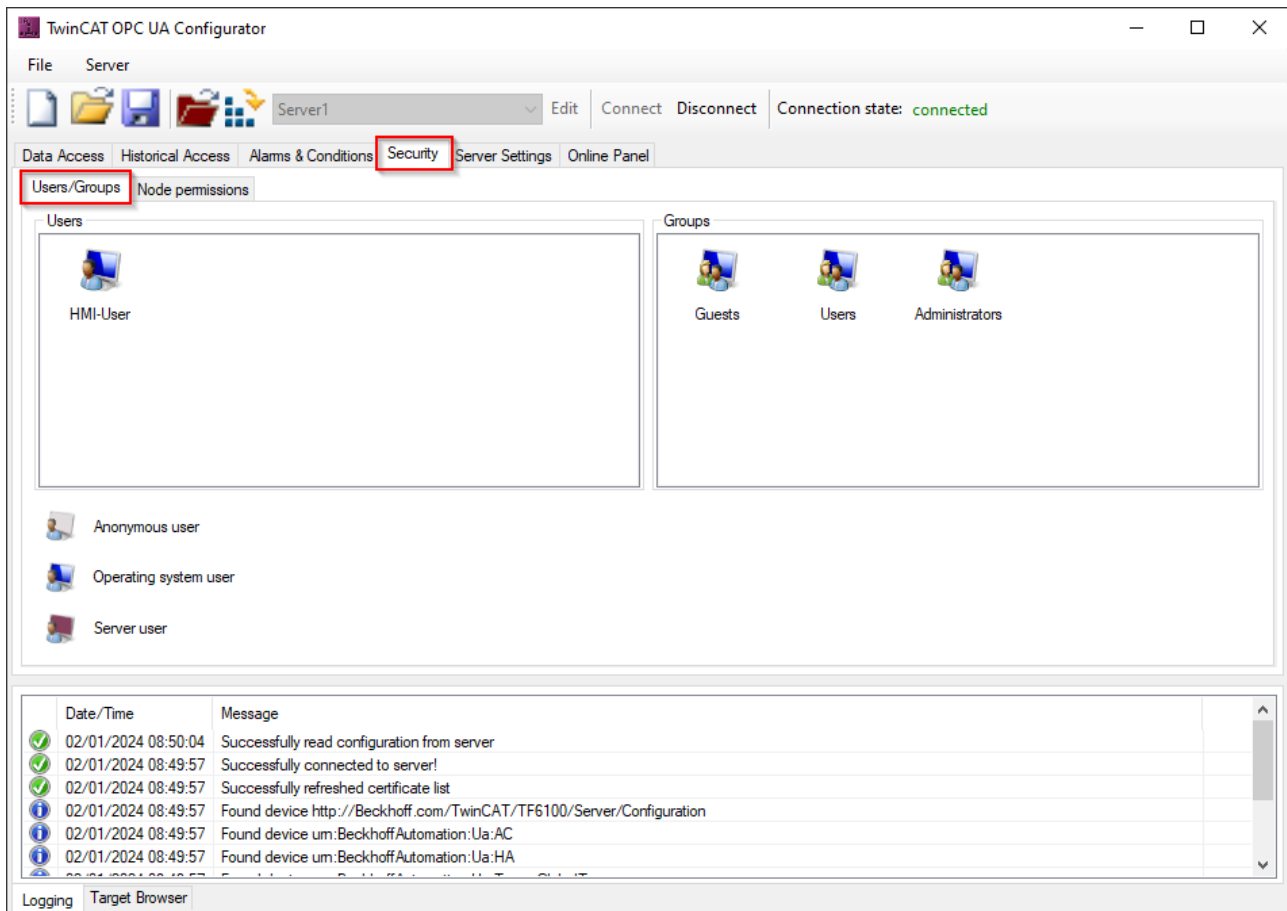 TwinCAT OPC UA Configurator
File Server
Server1 Edit Connect Disconnect Connection state: connected
Data Access Historical Access Alarms & Conditions Security Server Settings Online Panel
Users/Groups Node permissions
Users Groups
HMI-User Guests Users Administrators
Anonymous user
Operating system user
Server user
Date/Time Message
02/01/2024 08:50:04 Successfully read configuration from server
02/01/2024 08:49:57 Successfully connected to server!
02/01/2024 08:49:57 Successfully refreshed certificate list
02/01/2024 08:49:57 Found device http://Beckhoff.com/TwinCAT/TF6100/Server/Configuration
02/01/2024 08:49:57 Found device urn:BeckhoffAutomation:Ua:AC
02/01/2024 08:49:57 Found device urn:BeckhoffAutomation:Ua:HA
Logging Target Browser